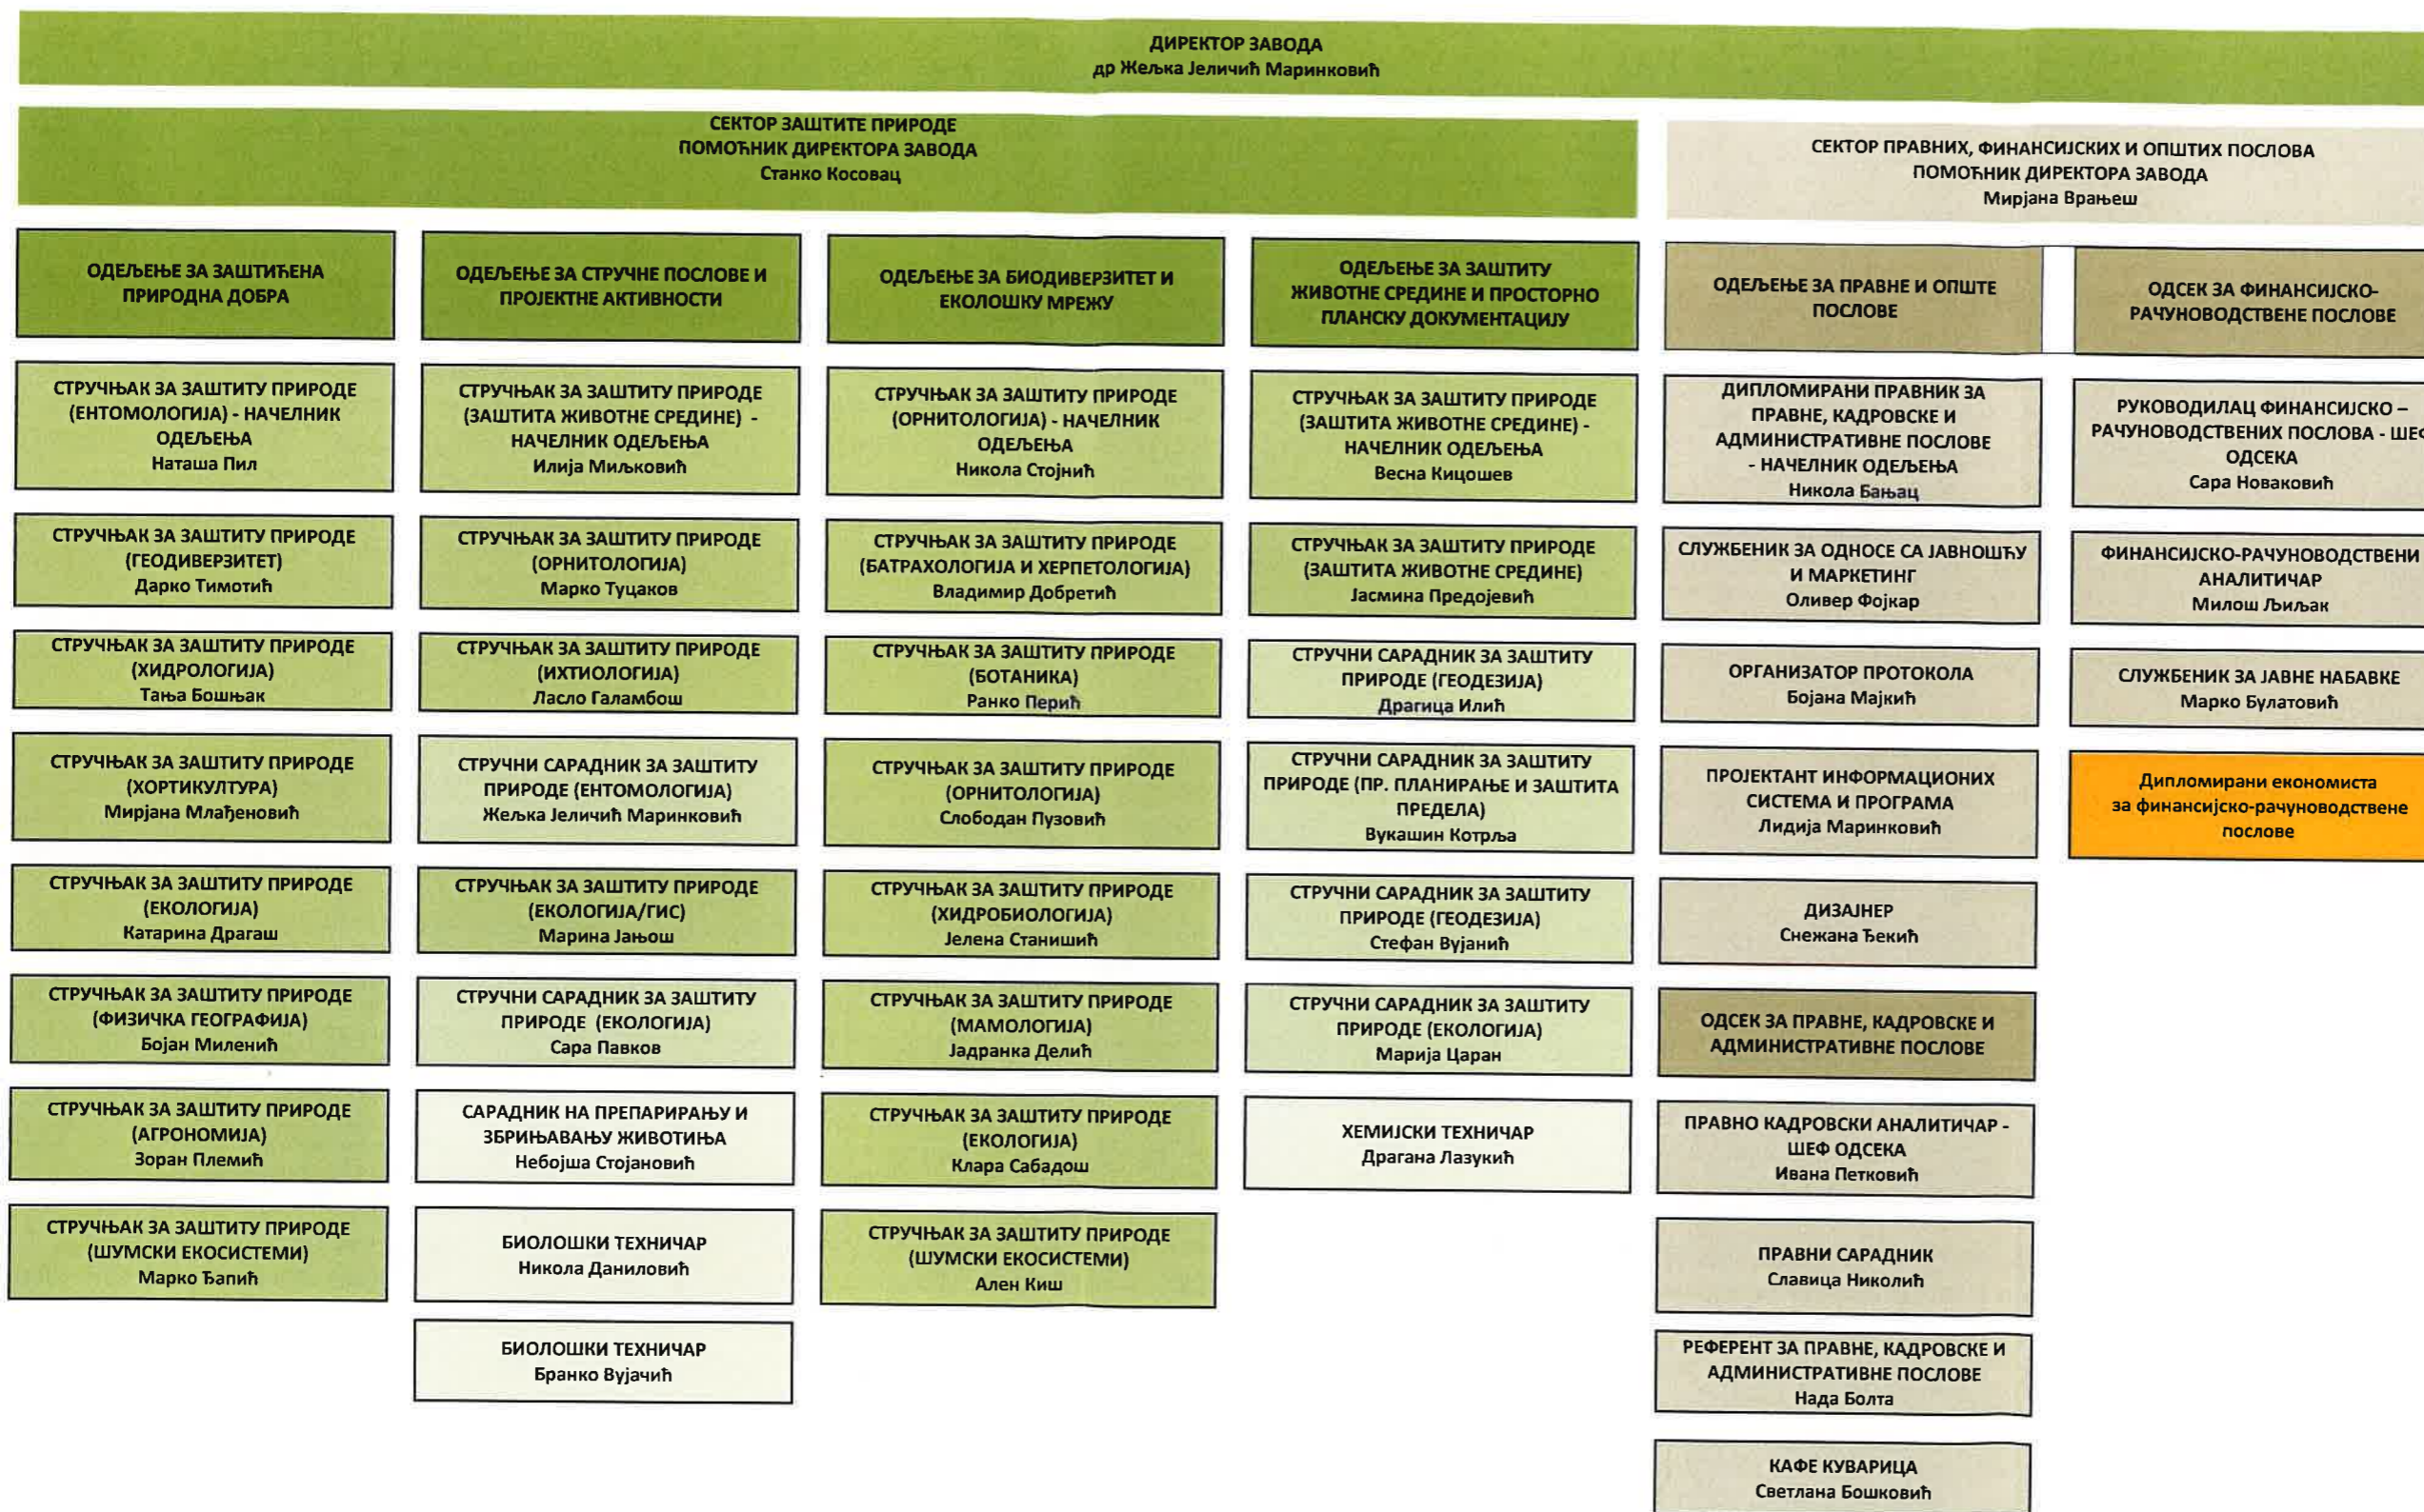 ДИРЕКТОР ЗАВОДА
др Жељка Јеличић Маринковић
СЕКТОР ЗАШТИТЕ ПРИРОДЕ
ПОМОЋНИК ДИРЕКТОРА ЗАВОДА
Станко Косовац
СЕКТОР ПРАВНИХ, ФИНАНСИЈСКИХ И ОПШТИХ ПОСЛОВА
ПОМОЋНИК ДИРЕКТОРА ЗАВОДА
Мирјана Врањеш
ОДЕЉЕЊЕ ЗА ЗАШТИЋЕНА
ПРИРОДНА ДОБРА
СТРУЧЊАК ЗА ЗАШТИТУ ПРИРОДЕ
(ЕНТОМОЛОГИЈА) - НАЧЕЛНИК
ОДЕЉЕЊА
Наташа Пил
СТРУЧЊАК ЗА ЗАШТИТУ ПРИРОДЕ
(ГЕОДИВЕРЗИТЕТ)
Дарко Тимотић
СТРУЧЊАК ЗА ЗАШТИТУ ПРИРОДЕ
(ХИДРОЛОГИЈА)
Тања Бошњак
СТРУЧЊАК ЗА ЗАШТИТУ ПРИРОДЕ
(ХОРТИКУЛТУРА)
Мирјана Млађеновић
СТРУЧЊАК ЗА ЗАШТИТУ ПРИРОДЕ
(ЕКОЛОГИЈА)
Катарина Драгаш
СТРУЧЊАК ЗА ЗАШТИТУ ПРИРОДЕ
(ФИЗИЧКА ГЕОГРАФИЈА)
Бојан Миленић
СТРУЧЊАК ЗА ЗАШТИТУ ПРИРОДЕ
(АГРОНОМИЈА)
Зоран Племић
СТРУЧЊАК ЗА ЗАШТИТУ ПРИРОДЕ
(ШУМСКИ ЕКОСИСТЕМИ)
Марко Ђапић
ОДЕЉЕЊЕ ЗА СТРУЧНЕ ПОСЛОВЕ И
ПРОЈЕКТНЕ АКТИВНОСТИ
СТРУЧЊАК ЗА ЗАШТИТУ ПРИРОДЕ
(ЗАШТИТА ЖИВОТНЕ СРЕДИНЕ) -
НАЧЕЛНИК ОДЕЉЕЊА
Илија Миљковић
СТРУЧЊАК ЗА ЗАШТИТУ ПРИРОДЕ
(ОРНИТОЛОГИЈА)
Марко Туцаков
СТРУЧЊАК ЗА ЗАШТИТУ ПРИРОДЕ
(ИХТИОЛОГИЈА)
Ласло Галамбош
СТРУЧНИ САРАДНИК ЗА ЗАШТИТУ
ПРИРОДЕ (ЕНТОМОЛОГИЈА)
Жељка Јеличић Маринковић
СТРУЧЊАК ЗА ЗАШТИТУ ПРИРОДЕ
(ЕКОЛОГИЈА/ГИС)
Марина Јањош
СТРУЧНИ САРАДНИК ЗА ЗАШТИТУ
ПРИРОДЕ (ЕКОЛОГИЈА)
Сара Павков
САРАДНИК НА ПРЕПАРИРАЊУ И
ЗБРИЊАВАЊУ ЖИВОТИЊА
Небојша Стојановић
БИОЛОШКИ ТЕХНИЧАР
Никола Даниловић
БИОЛОШКИ ТЕХНИЧАР
Бранко Вујачић
ОДЕЉЕЊЕ ЗА БИОДИВЕРЗИТЕТ И
ЕКОЛОШКУ МРЕЖУ
СТРУЧЊАК ЗА ЗАШТИТУ ПРИРОДЕ
(ОРНИТОЛОГИЈА) - НАЧЕЛНИК
ОДЕЉЕЊА
Никола Стојнић
СТРУЧЊАК ЗА ЗАШТИТУ ПРИРОДЕ
(БАТРАХОЛОГИЈА И ХЕРПЕТОЛОГИЈА)
Владимир Добретић
СТРУЧЊАК ЗА ЗАШТИТУ ПРИРОДЕ
(БОТАНИКА)
Ранко Перић
СТРУЧЊАК ЗА ЗАШТИТУ ПРИРОДЕ
(ОРНИТОЛОГИЈА)
Слободан Пузовић
СТРУЧЊАК ЗА ЗАШТИТУ ПРИРОДЕ
(ХИДРОБИОЛОГИЈА)
Јелена Станишић
СТРУЧЊАК ЗА ЗАШТИТУ ПРИРОДЕ
(МАМОЛОГИЈА)
Јадранка Делић
СТРУЧЊАК ЗА ЗАШТИТУ ПРИРОДЕ
(ЕКОЛОГИЈА)
Клара Сабадош
СТРУЧЊАК ЗА ЗАШТИТУ ПРИРОДЕ
(ШУМСКИ ЕКОСИСТЕМИ)
Ален Киш
ОДЕЉЕЊЕ ЗА ЗАШТИТУ
ЖИВОТНЕ СРЕДИНЕ И ПРОСТОРНО
ПЛАНСКУ ДОКУМЕНТАЦИЈУ
СТРУЧЊАК ЗА ЗАШТИТУ ПРИРОДЕ
(ЗАШТИТА ЖИВОТНЕ СРЕДИНЕ) -
НАЧЕЛНИК ОДЕЉЕЊА
Весна Кицошев
СТРУЧЊАК ЗА ЗАШТИТУ ПРИРОДЕ
(ЗАШТИТА ЖИВОТНЕ СРЕДИНЕ)
Јасмина Предојевић
СТРУЧНИ САРАДНИК ЗА ЗАШТИТУ
ПРИРОДЕ (ГЕОДЕЗИЈА)
Драгица Илић
СТРУЧНИ САРАДНИК ЗА ЗАШТИТУ
ПРИРОДЕ (ПР. ПЛАНИРАЊЕ И ЗАШТИТА
ПРЕДЕЛА)
Вукашин Котрља
СТРУЧНИ САРАДНИК ЗА ЗАШТИТУ
ПРИРОДЕ (ГЕОДЕЗИЈА)
Стефан Вујанић
СТРУЧНИ САРАДНИК ЗА ЗАШТИТУ
ПРИРОДЕ (ЕКОЛОГИЈА)
Марија Царан
ХЕМИЈСКИ ТЕХНИЧАР
Драгана Лазукић
ОДЕЉЕЊЕ ЗА ПРАВНЕ И ОПШТЕ
ПОСЛОВЕ
ДИПЛОМИРАНИ ПРАВНИК ЗА
ПРАВНЕ, КАДРОВСКЕ И
АДМИНИСТРАТИВНЕ ПОСЛОВЕ
- НАЧЕЛНИК ОДЕЉЕЊА
Никола Бањац
СЛУЖБЕНИК ЗА ОДНОСЕ СА ЈАВНОШЋУ
И МАРКЕТИНГ
Оливер Фојкар
ОРГАНИЗАТОР ПРОТОКОЛА
Бојана Мајкић
ПРОЈЕКТАНТ ИНФОРМАЦИОНИХ
СИСТЕМА И ПРОГРАМА
Лидија Маринковић
ДИЗАЈНЕР
Снежана Ђекић
ОДСЕК ЗА ПРАВНЕ, КАДРОВСКЕ И
АДМИНИСТРАТИВНЕ ПОСЛОВЕ
ПРАВНО КАДРОВСКИ АНАЛИТИЧАР -
ШЕФ ОДСЕКА
Ивана Петковић
ПРАВНИ САРАДНИК
Славица Николић
РЕФЕРЕНТ ЗА ПРАВНЕ, КАДРОВСКЕ И
АДМИНИСТРАТИВНЕ ПОСЛОВЕ
Нада Болта
КАФЕ КУВАРИЦА
Светлана Бошковић
ОДСЕК ЗА ФИНАНСИЈСКО-
РАЧУНОВОДСТВЕНЕ ПОСЛОВЕ
РУКОВОДИЛАЦ ФИНАНСИЈСКО –
РАЧУНОВОДСТВЕНИХ ПОСЛОВА - ШЕФ
ОДСЕКА
Сара Новаковић
ФИНАНСИЈСКО-РАЧУНОВОДСТВЕНИ
АНАЛИТИЧАР
Милош Љиљак
СЛУЖБЕНИК ЗА ЈАВНЕ НАБАВКЕ
Марко Булатовић
Дипломирани економиста
за финансијско-рачуноводствене
послове